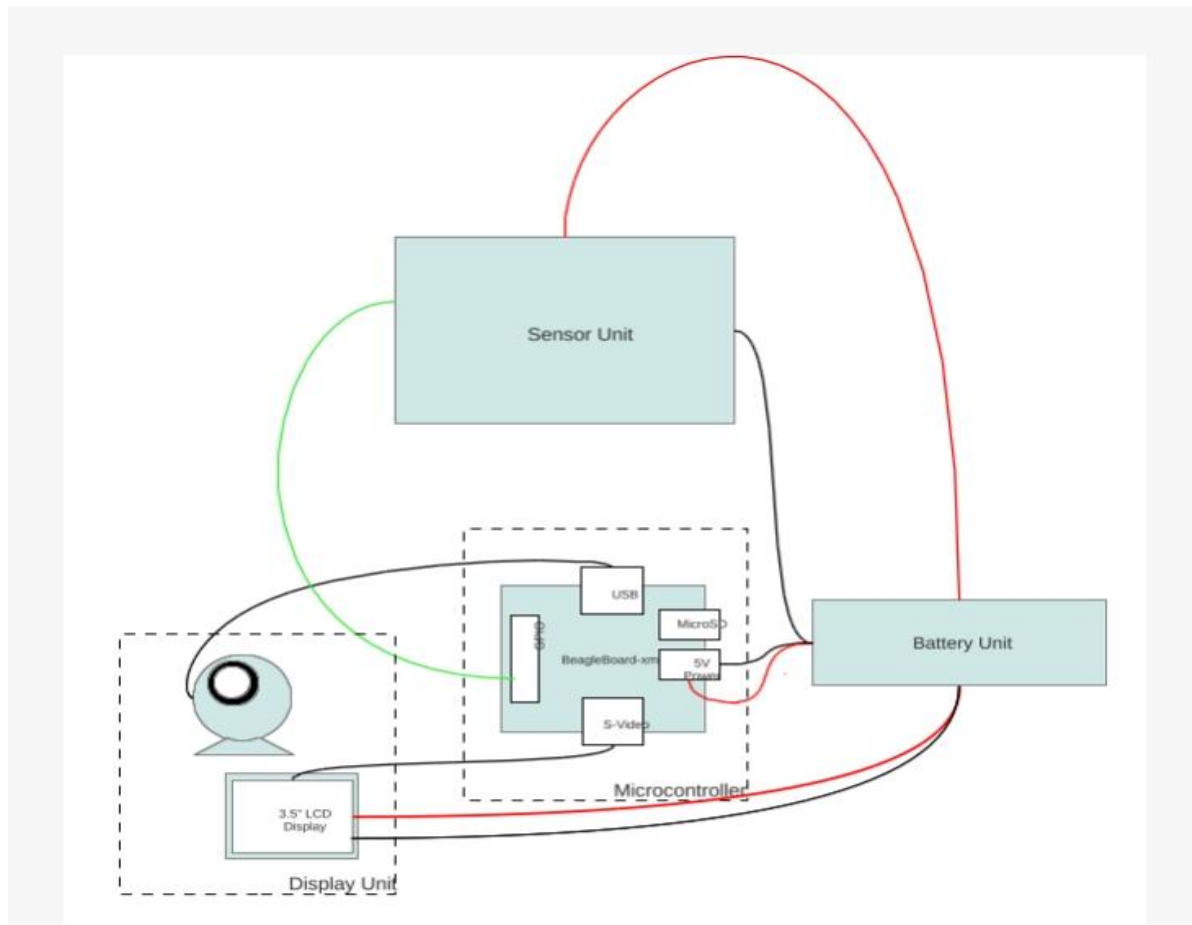 Sensor Unit
USB
MicroSD
GPIO
BeagleBoard-xm
5V
Power
Battery Unit
S-Video
Microcontroller
3.5" LCD
Display
Display Unit